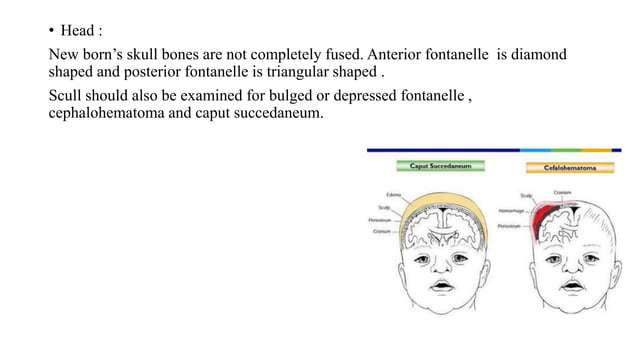 • Head :
New born's skull bones are not completely fused. Anterior fontanelle  is diamond
shaped and posterior fontanelle is triangular shaped .
Scull should also be examined for bulged or depressed fontanelle ,
cephalohematoma and caput succedaneum.
Caput Succedaneum
Edema
Scalp
Periosteum
Cranium
Cefalohematoma
Cranium
Scalp
Hemorrhage
Periosteum